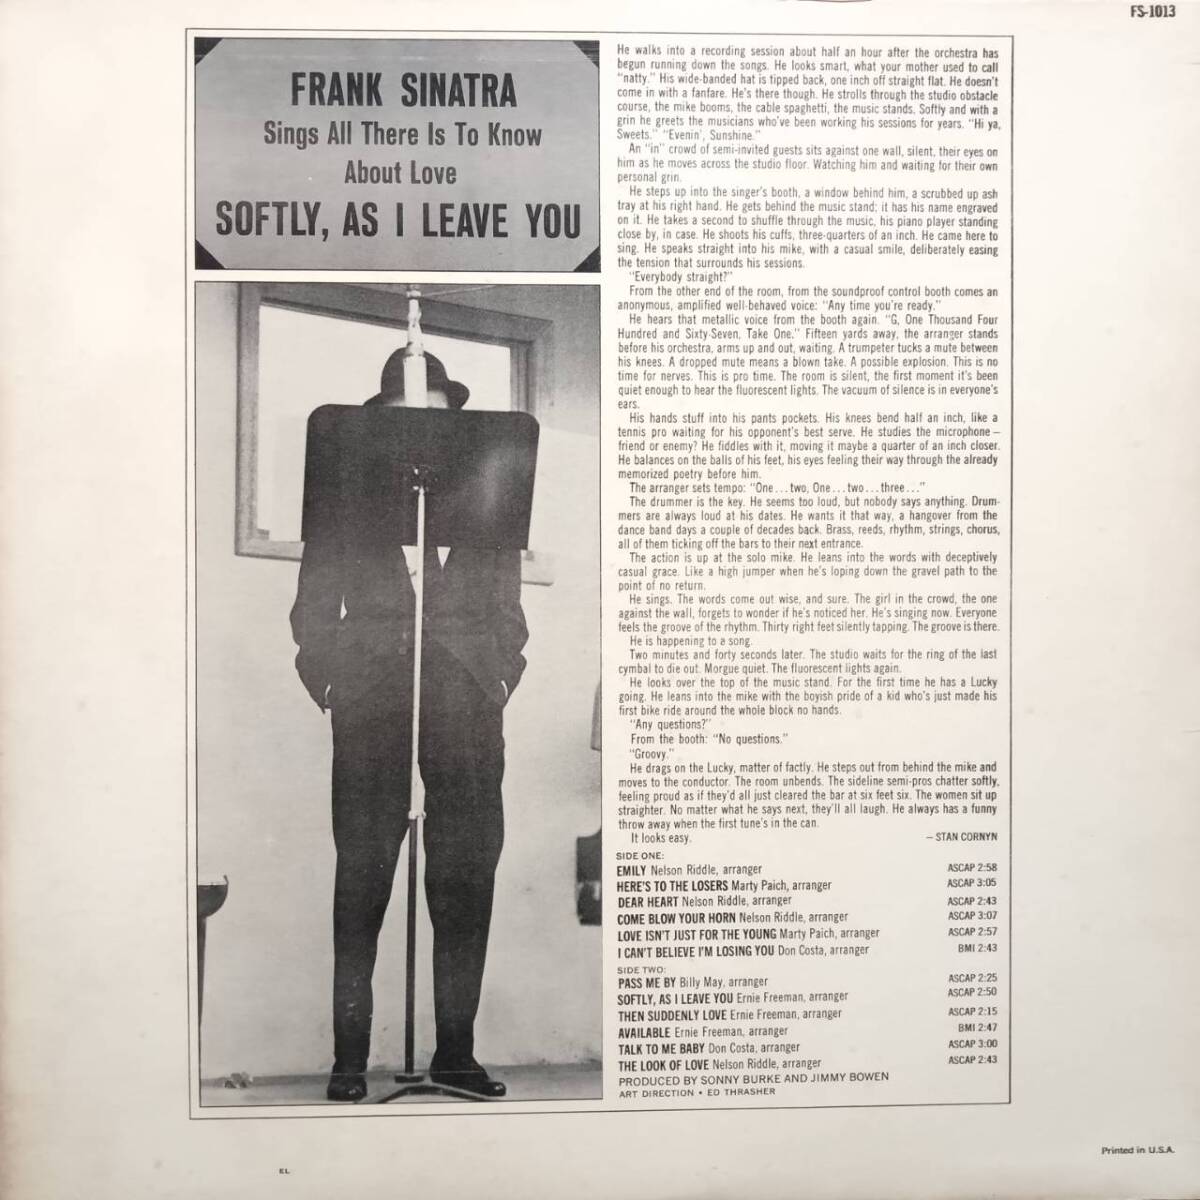 FS-1013
FRANK SINATRA
Sings All There Is To Know
About Love
SOFTLY, AS I LEAVE YOU
He walks into a recording session about half an hour after the orchestra has
begun running down the songs. He looks smart, what your mother used to call
"natty." His wide-banded hat is tipped back, one inch off straight flat. He doesn't
come in with a fanfare. He's there though. He strolls through the studio obstacle
course, the mike booms, the cable spaghetti, the music stands. Softly and with a
grin he greets the musicians who've been working his sessions for years. "Hi ya,
Sweets." "Evenin', Sunshine."
An "in" crowd of semi-invited guests sits against one wall, silent, their eyes on
him as he moves across the studio floor. Watching him and waiting for their own
personal grin.
He steps up into the singer's booth, a window behind him, a scrubbed up ash
tray at his right hand. He gets behind the music stand; it has his name engraved
on it. He takes a second to shuffle through the music, his piano player standing
close by, in case. He shoots his cuffs, three-quarters of an inch. He came here to
sing. He speaks straight into his mike, with a casual smile, deliberately easing
the tension that surrounds his sessions.
"Everybody straight?"
From the other end of the room, from the soundproof control booth comes an
anonymous, amplified well-behaved voice: "Any time you're ready."
He hears that metallic voice from the booth again. "G, One Thousand Four
Hundred and Sixty-Seven, Take One." Fifteen yards away, the arranger stands
before his orchestra, arms up and out, waiting. A trumpeter tucks a mute between
his knees. A dropped mute means a blown take. A possible explosion. This is no
time for nerves. This is pro time. The room is silent, the first moment it's been
quiet enough to hear the fluorescent lights. The vacuum of silence is in everyone's
ears.
His hands stuff into his pants pockets. His knees bend half an inch, like a
tennis pro waiting for his opponent's best serve. He studies the microphone —
friend or enemy? He fiddles with it, moving it maybe a quarter of an inch closer.
He balances on the balls of his feet, his eyes feeling their way through the already
memorized poetry before him.
The arranger sets tempo: "One...two, One...two...three..."
The drummer is the key. He seems too loud, but nobody says anything. Drum-
mers are always loud at his dates. He wants it that way, a hangover from the
dance band days a couple of decades back. Brass, reeds, rhythm, strings, chorus,
all of them ticking off the bars to their next entrance.
The action is up at the solo mike. He leans into the words with deceptively
casual grace. Like a high jumper when he's loping down the gravel path to the
point of no return.
He sings. The words come out wise, and sure. The girl in the crowd, the one
against the wall, forgets to wonder if he's noticed her. He's singing now. Everyone
feels the groove of the rhythm. Thirty right feet silently tapping. The groove is there.
He is happening to a song.
Two minutes and forty seconds later. The studio waits for the ring of the last
cymbal to die out. Morgue quiet. The fluorescent lights again.
He looks over the top of the music stand. For the first time he has a Lucky
going. He leans into the mike with the boyish pride of a kid who's just made his
first bike ride around the whole block no hands.
"Any questions?"
From the booth: "No questions."
"Groovy."
He drags on the Lucky, matter of factly. He steps out from behind the mike and
moves to the conductor. The room unbends. The sideline semi-pros chatter softly,
feeling proud as if they'd all just cleared the bar at six feet six. The women sit up
straighter. No matter what he says next, they'll all laugh. He always has a funny
throw away when the first tune's in the can.
It looks easy. — STAN CORNYN
SIDE ONE:
EMILY Nelson Riddle, arranger ASCAP 2:58
HERE'S TO THE LOSERS Marty Paich, arranger ASCAP 3:05
DEAR HEART Nelson Riddle, arranger ASCAP 2:43
COME BLOW YOUR HORN Nelson Riddle, arranger ASCAP 3:07
LOVE ISN'T JUST FOR THE YOUNG Marty Paich, arranger ASCAP 2:57
I CAN'T BELIEVE I'M LOSING YOU Don Costa, arranger BMI 2:43
SIDE TWO:
PASS ME BY Billy May, arranger ASCAP 2:25
SOFTLY, AS I LEAVE YOU Ernie Freeman, arranger ASCAP 2:50
THEN SUDDENLY LOVE Ernie Freeman, arranger ASCAP 2:15
AVAILABLE Ernie Freeman, arranger BMI 2:47
TALK TO ME BABY Don Costa, arranger ASCAP 3:00
THE LOOK OF LOVE Nelson Riddle, arranger ASCAP 2:43
PRODUCED BY SONNY BURKE AND JIMMY BOWEN
ART DIRECTION • ED THRASHER
Printed in U.S.A.
EL